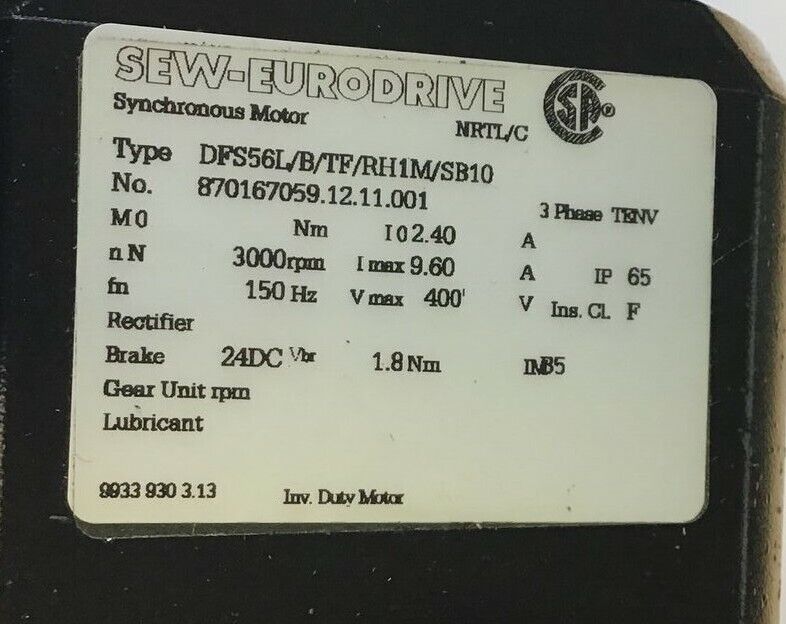 SEW-EURODRIVE
Synchronous Motor NRTL/C SA ®
Type DFS56L/B/TF/RH1M/SB10
No. 870167059.12.11.001 3 Phase TENV
M0 Nm I0 2.40 A
nN 3000rpm Imax 9.60 A IP 65
fn 150 Hz Vmax 400' V Ins. Cl. F
Rectifier
Brake 24DC Vbr 1.8 Nm IMB5
Gear Unit rpm
Lubricant
9933 930 3.13 Inv. Duty Motor